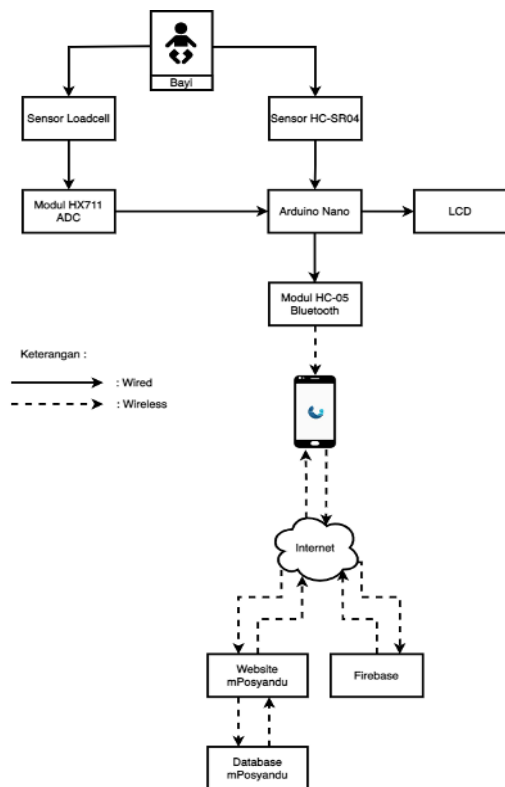 Bayi
Sensor Loadcell
Sensor HC-SR04
Modul HX711
ADC
Arduino Nano
LCD
Modul HC-05
Bluetooth
Keterangan :
: Wired
: Wireless
Internet
Website
mPosyandu
Firebase
Database
mPosyandu